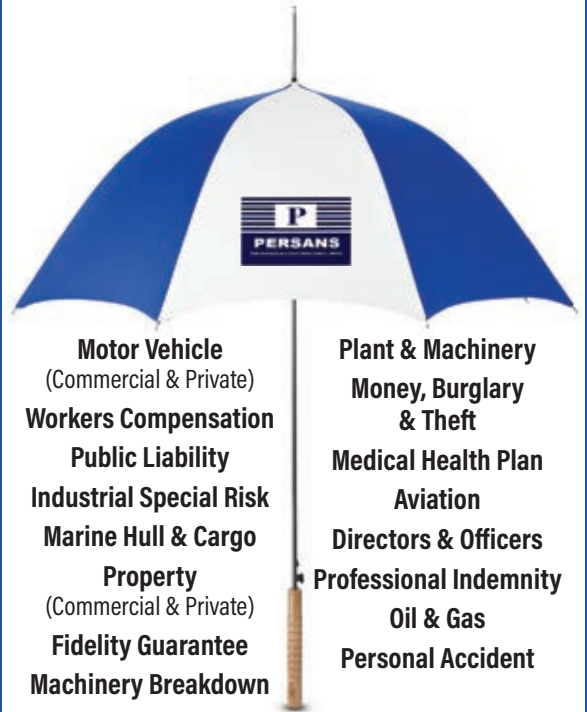 P
PERSANS
Motor Vehicle
(Commercial & Private)
Workers Compensation
Public Liability
Industrial Special Risk
Marine Hull & Cargo
Property
(Commercial & Private)
Fidelity Guarantee
Machinery Breakdown
Plant & Machinery
Money, Burglary
& Theft
Medical Health Plan
Aviation
Directors & Officers
Professional Indemnity
Oil & Gas
Personal Accident